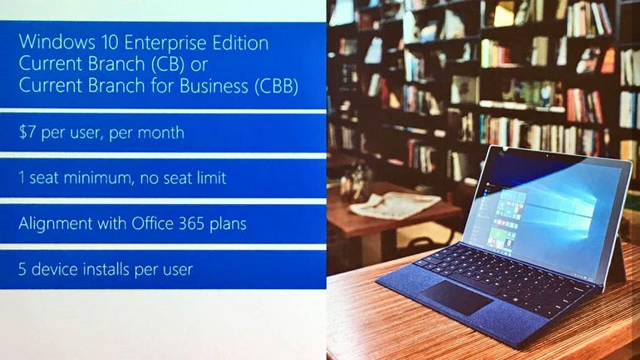 Windows 10 Enterprise Edition
Current Branch (CB) or
Current Branch for Business (CBB)
$7 per user, per month
1 seat minimum, no seat limit
Alignment with Office 365 plans
5 device installs per user